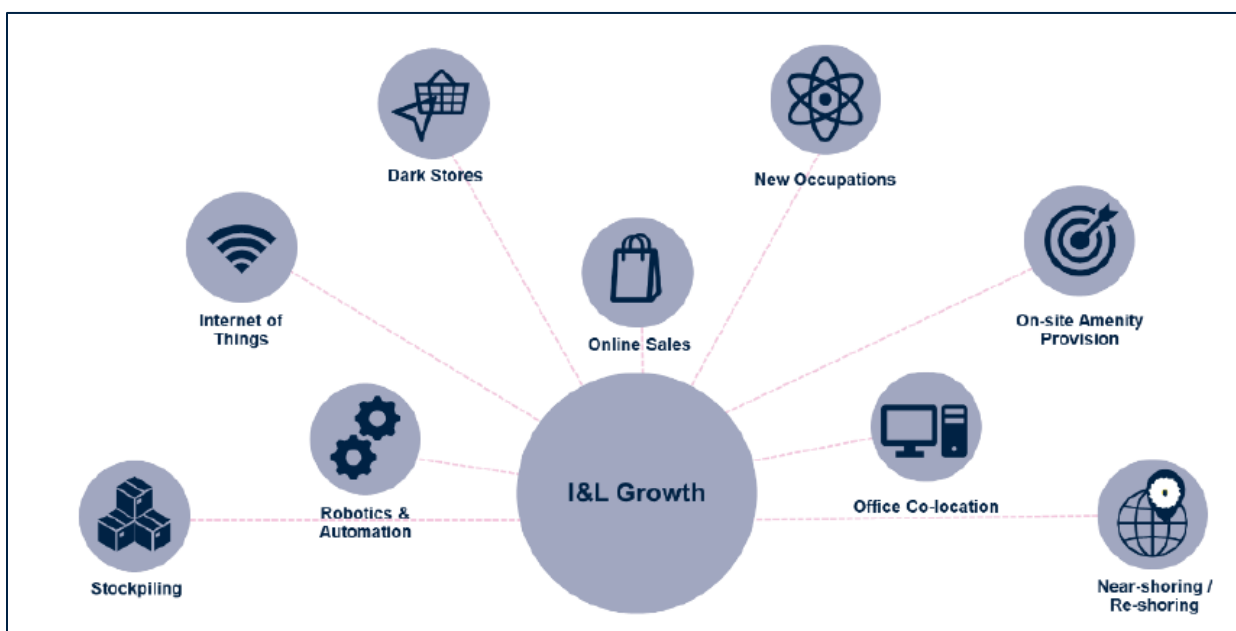 Dark Stores
New Occupations
Internet of
Things
Online Sales
On-site Amenity
Provision
I&L Growth
Robotics &
Automation
Office Co-location
Stockpiling
Near-shoring /
Re-shoring